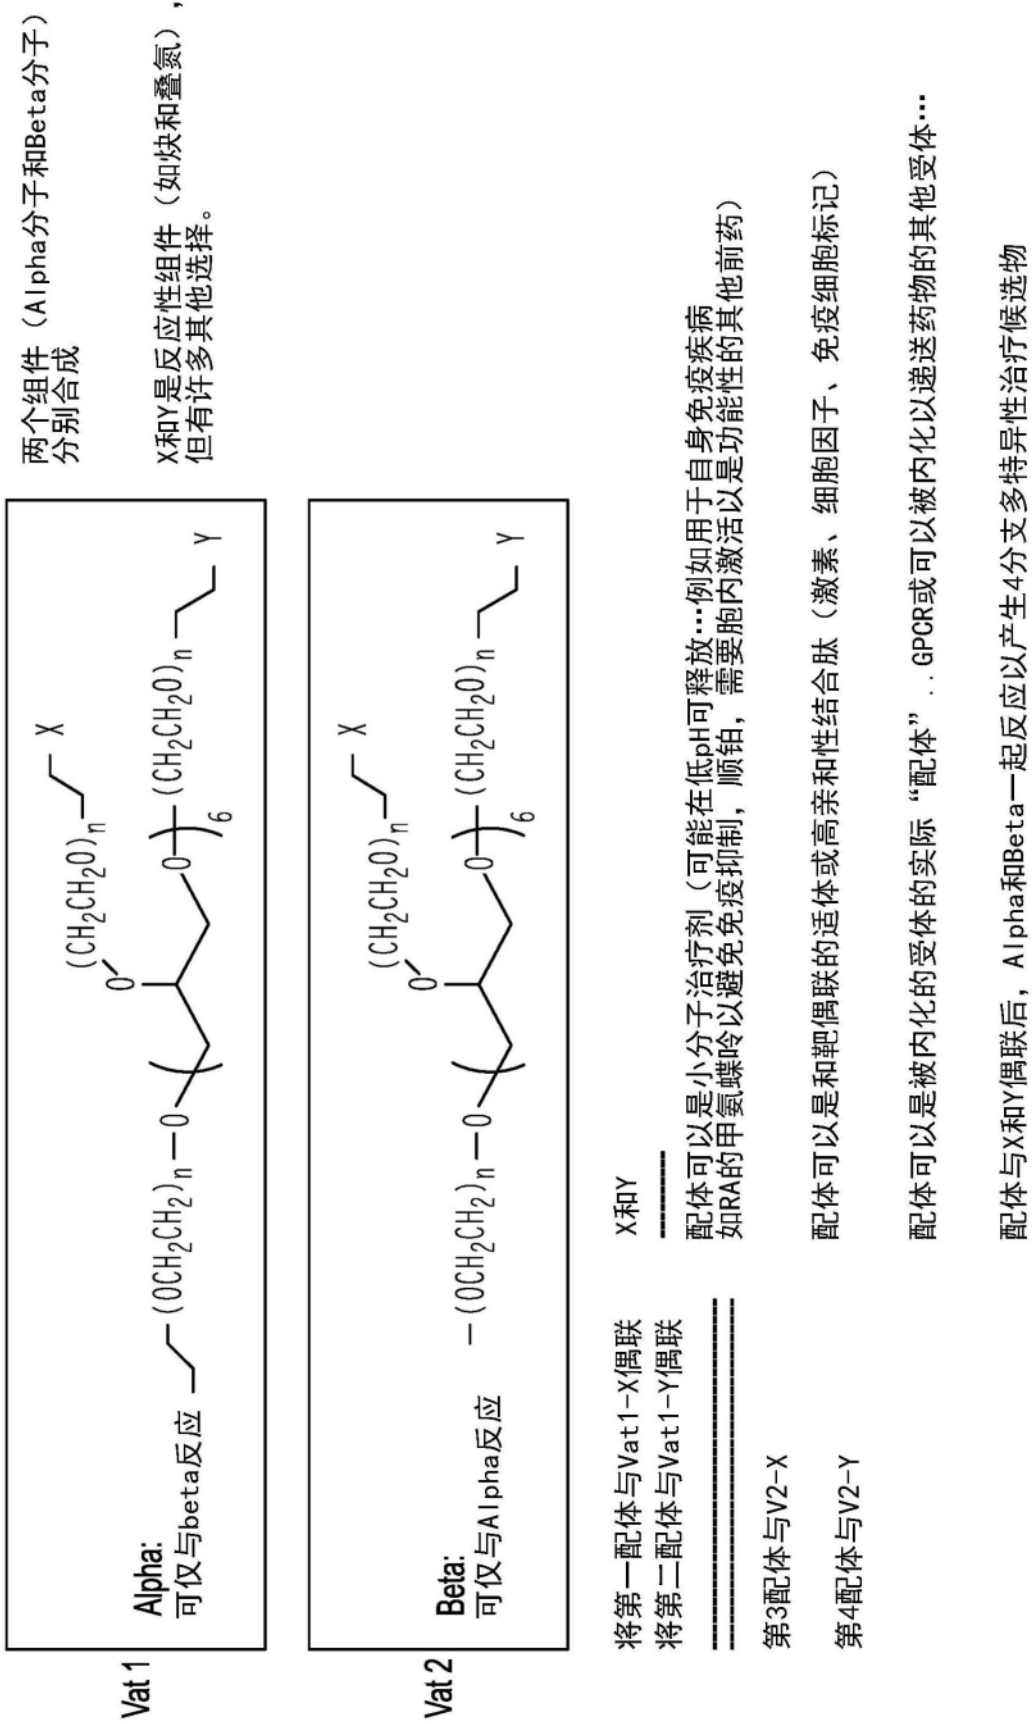 Vat 1
Alpha:
可仅与beta反应
(OCH2CH2)n
O
O
(CH2CH2O)n
X
O
6
(CH2CH2O)n
Y
两个组件（Alpha分子和Beta分子）
分别合成
X和Y是反应性组件（如炔和叠氮），
但有许多其他选择。
Vat 2
Beta:
可仅与Alpha反应
(OCH2CH2)n
O
O
(CH2CH2O)n
X
O
6
(CH2CH2O)n
Y
将第一配体与Vat1-X偶联
将第二配体与Vat1-Y偶联
第3配体与V2-X
第4配体与V2-Y
X和Y
配体可以是小分子治疗剂（可能在低pH可释放…例如用于自身免疫疾病
如RA的甲氨蝶呤以避免免疫抑制，顺铂，需要胞内激活以是功能性的其他前药）
配体可以是和靶偶联的适体或高亲和性结合肽（激素、细胞因子、免疫细胞标记）
配体可以是被内化的受体的实际“配体”..GPCR或可以被内化以递送药物的其他受体…
配体与X和Y偶联后，Alpha和Beta一起反应以产生4分支多特异性治疗候选物